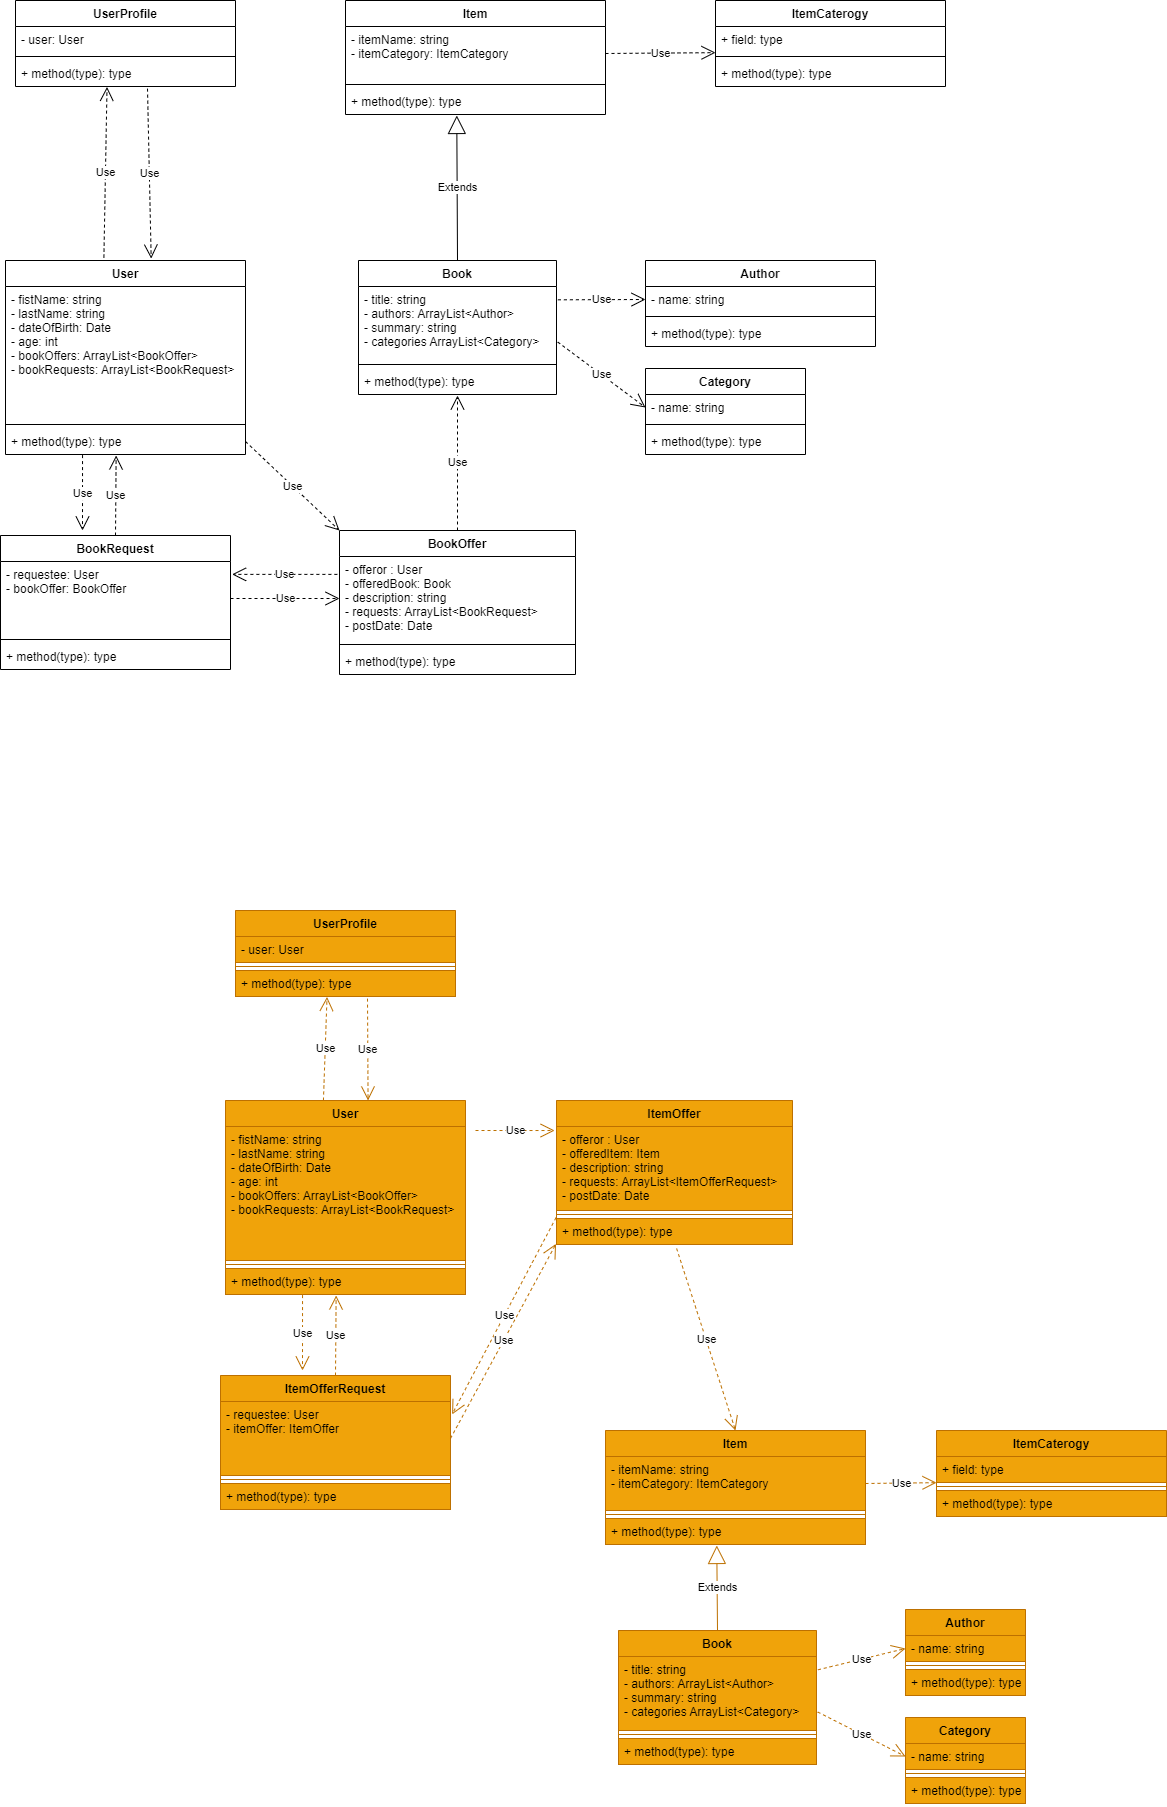 UserProfile
- user: User
+ method(type): type
Item
- itemName: string
- itemCategory: ItemCategory
+ method(type): type
Use
ItemCaterogy
+ field: type
+ method(type): type
Use
Use
Extends
User
- fistName: string
- lastName: string
- dateOfBirth: Date
- age: int
- bookOffers: ArrayList<BookOffer>
- bookRequests: ArrayList<BookRequest>
+ method(type): type
Book
- title: string
- authors: ArrayList<Author>
- summary: string
- categories ArrayList<Category>
+ method(type): type
Use
Author
- name: string
+ method(type): type
Use
Category
- name: string
+ method(type): type
Use
Use
Use
Use
BookRequest
- requestee: User
- bookOffer: BookOffer
+ method(type): type
Use
Use
BookOffer
- offeror : User
- offeredBook: Book
- description: string
- requests: ArrayList<BookRequest>
- postDate: Date
+ method(type): type
UserProfile
- user: User
+ method(type): type
Use
Use
User
- fistName: string
- lastName: string
- dateOfBirth: Date
- age: int
- bookOffers: ArrayList<BookOffer>
- bookRequests: ArrayList<BookRequest>
+ method(type): type
Use
ItemOffer
- offeror : User
- offeredItem: Item
- description: string
- requests: ArrayList<ItemOfferRequest>
- postDate: Date
+ method(type): type
Use
Use
Use
Use
Use
ItemOfferRequest
- requestee: User
- itemOffer: ItemOffer
+ method(type): type
Item
- itemName: string
- itemCategory: ItemCategory
+ method(type): type
Use
ItemCaterogy
+ field: type
+ method(type): type
Extends
Book
- title: string
- authors: ArrayList<Author>
- summary: string
- categories ArrayList<Category>
+ method(type): type
Use
Author
- name: string
+ method(type): type
Use
Category
- name: string
+ method(type): type